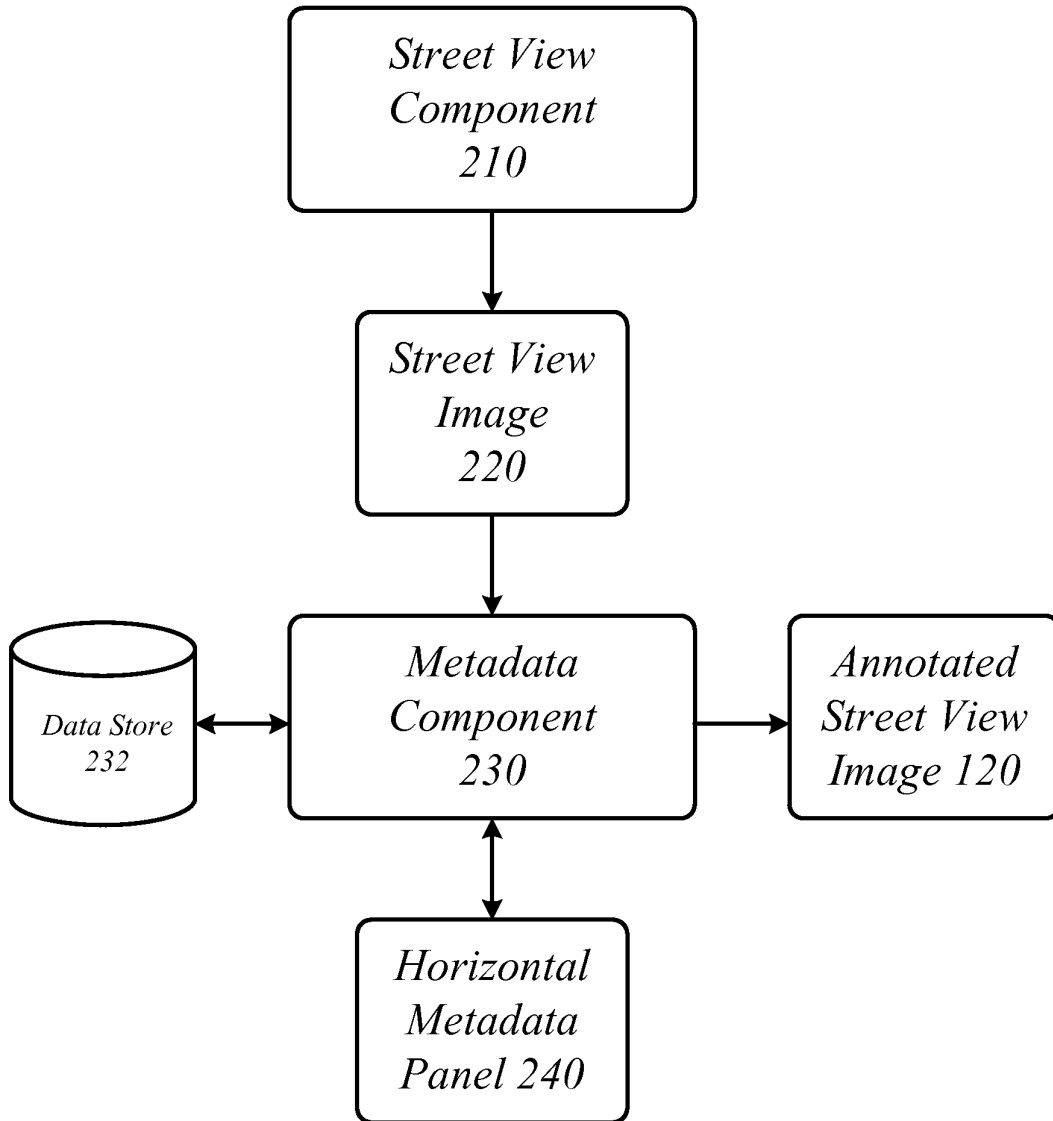 Street View
Component
210
Street View
Image
220
Data Store
232
Metadata
Component
230
Annotated
Street View
Image 120
Horizontal
Metadata
Panel 240